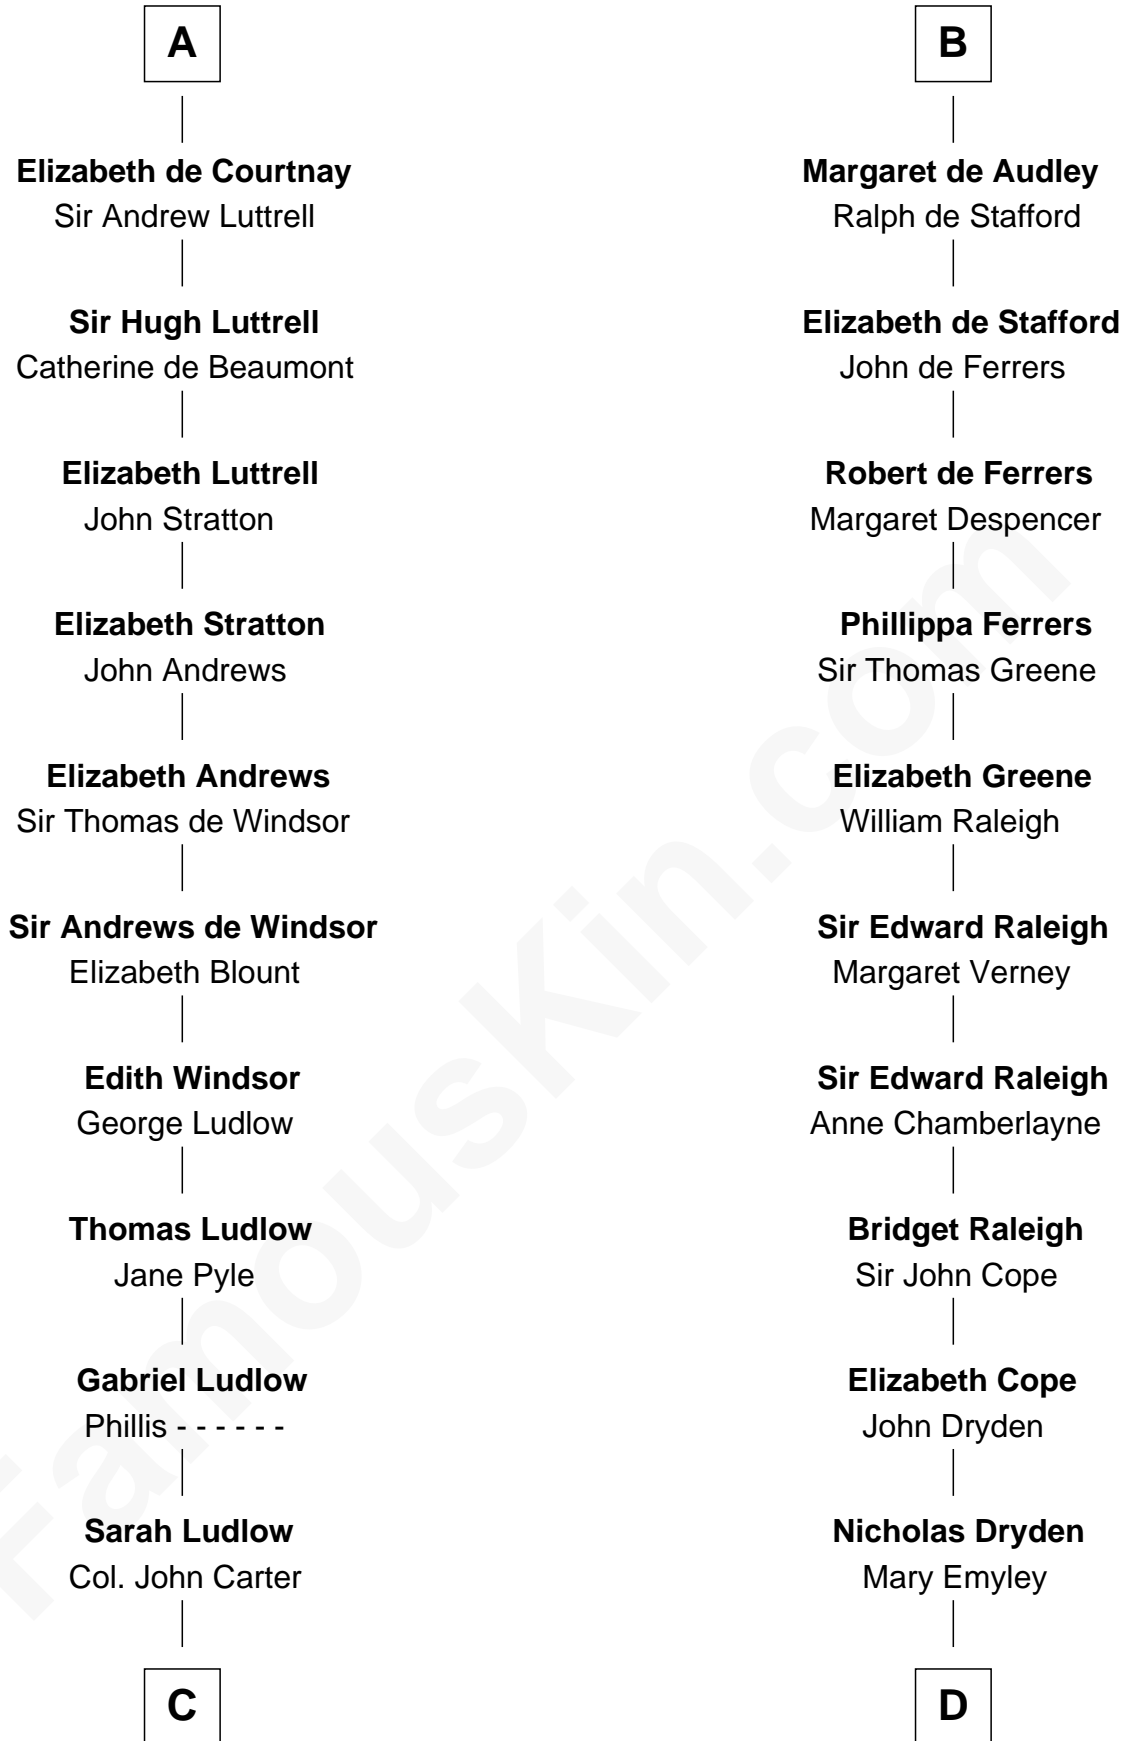 A
Elizabeth de Courtnay
Sir Andrew Luttrell
Sir Hugh Luttrell
Catherine de Beaumont
Elizabeth Luttrell
John Stratton
Elizabeth Stratton
John Andrews
Elizabeth Andrews
Sir Thomas de Windsor
Sir Andrews de Windsor
Elizabeth Blount
Edith Windsor
George Ludlow
Thomas Ludlow
Jane Pyle
Gabriel Ludlow
Phillis - - - - - -
Sarah Ludlow
Col. John Carter
C
B
Margaret de Audley
Ralph de Stafford
Elizabeth de Stafford
John de Ferrers
Robert de Ferrers
Margaret Despencer
Phillippa Ferrers
Sir Thomas Greene
Elizabeth Greene
William Raleigh
Sir Edward Raleigh
Margaret Verney
Sir Edward Raleigh
Anne Chamberlayne
Bridget Raleigh
Sir John Cope
Elizabeth Cope
John Dryden
Nicholas Dryden
Mary Emyley
D
FamousKin.com